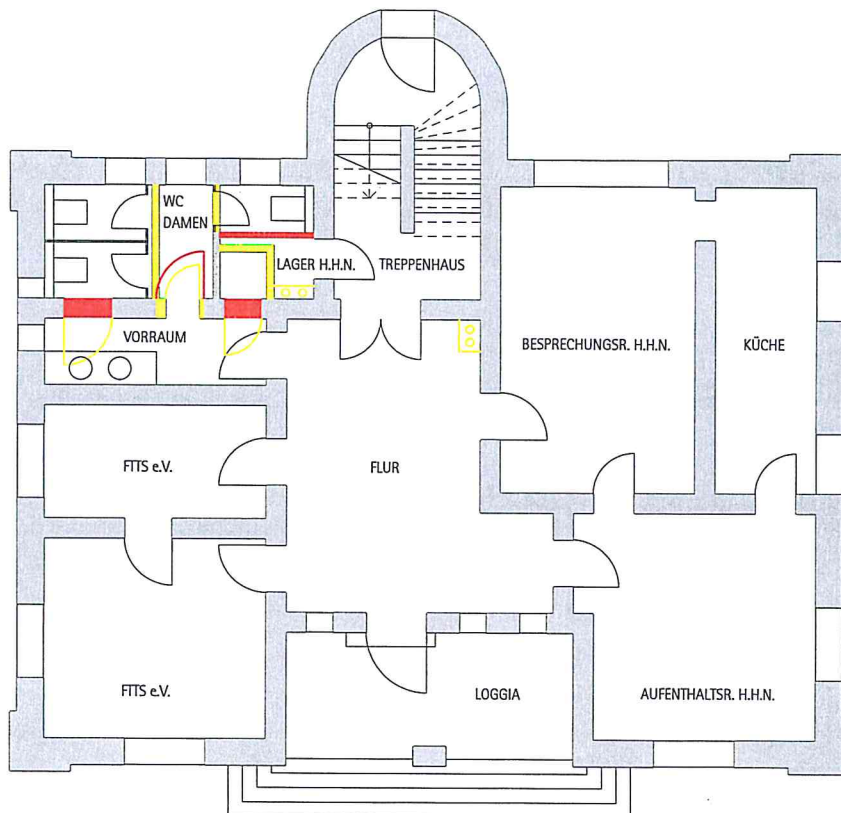 WC
DAMEN
LAGER H.H.N.
TREPPENHAUS
VORRAUM
BESPRECHUNGSR. H.H.N.
KÜCHE
FTTS e.V.
FLUR
FTTS e.V.
LOGGIA
AUFENTHALTSR. H.H.N.